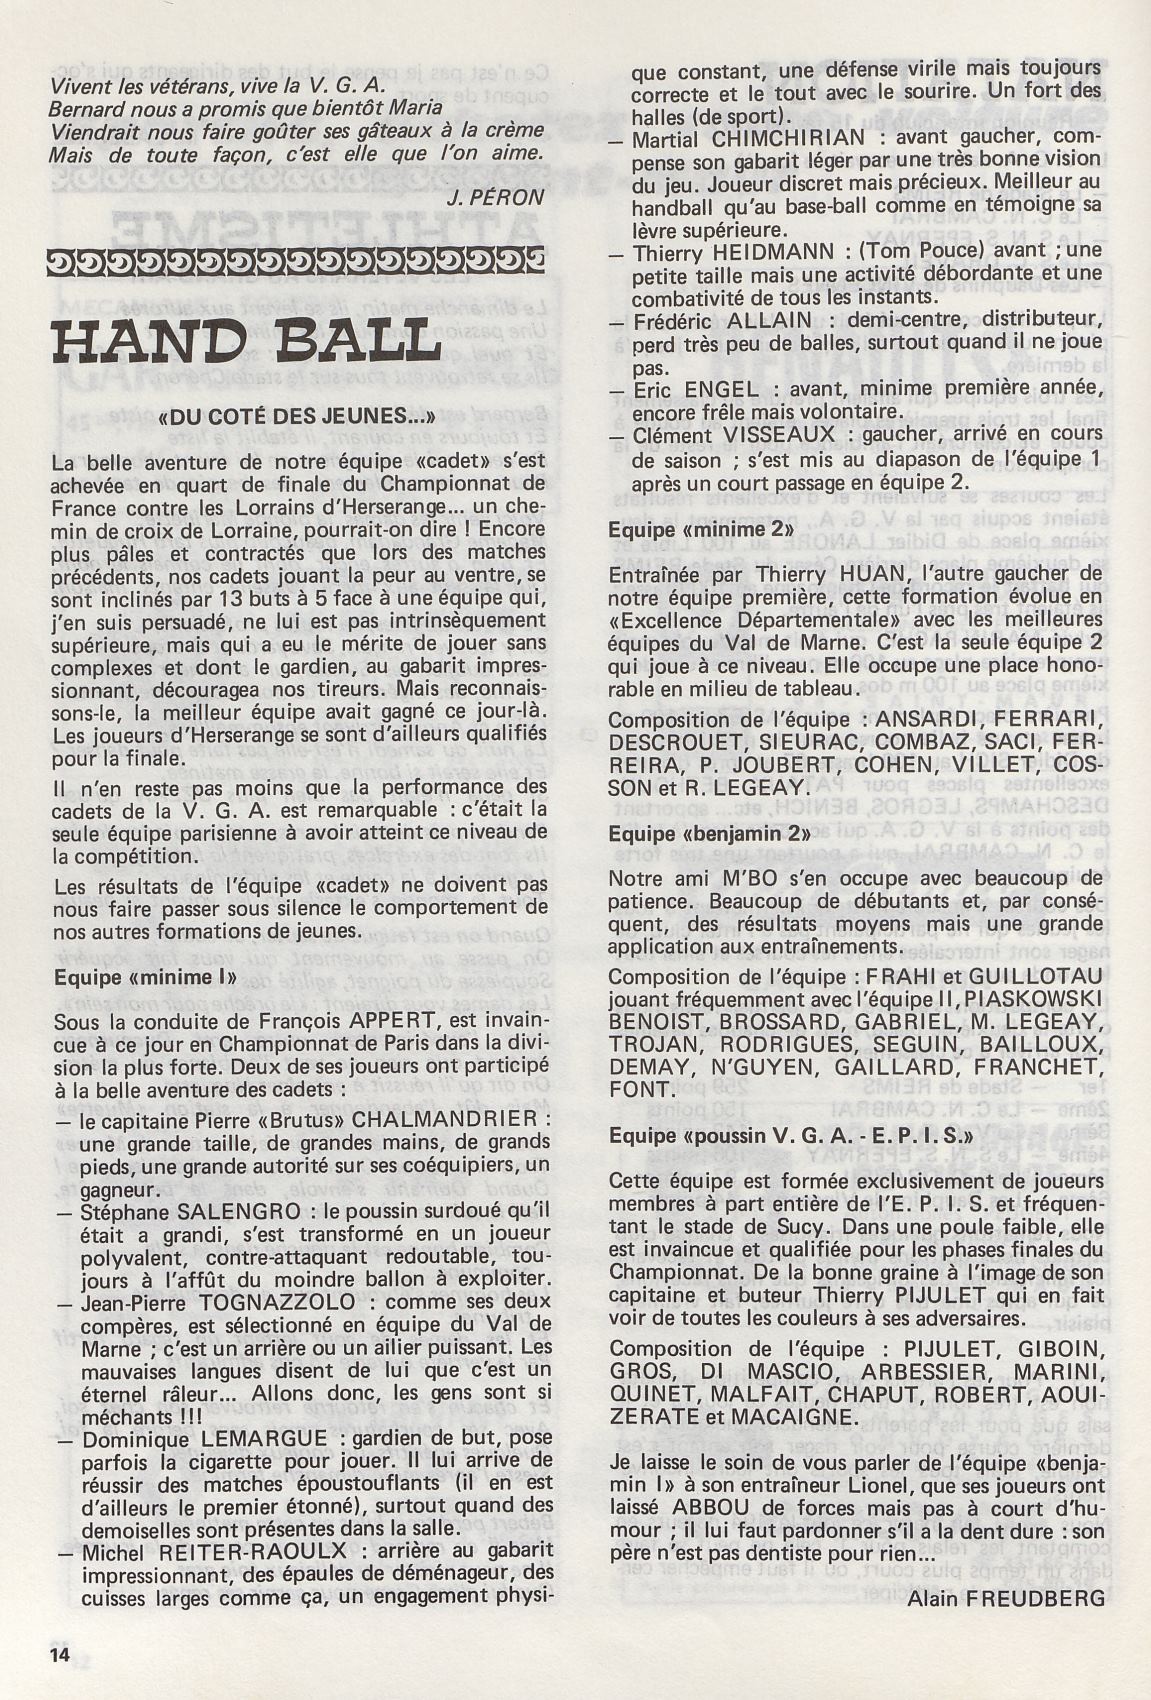 Vivent les vétérans, vive la V. G. A.
Bernard nous a promis que bientôt Maria
Viendrait nous faire goûter ses gâteaux à la crème
Mais de toute façon, c'est elle que l'on aime.
J. PÉRON
HAND BALL
«DU COTÉ DES JEUNES...»
La belle aventure de notre équipe «cadet» s'est
achevée en quart de finale du Championnat de
France contre les Lorrains d'Herserange... un che-
min de croix de Lorraine, pourrait-on dire ! Encore
plus pâles et contractés que lors des matches
précédents, nos cadets jouant la peur au ventre, se
sont inclinés par 13 buts à 5 face à une équipe qui,
j'en suis persuadé, ne lui est pas intrinsèquement
supérieure, mais qui a eu le mérite de jouer sans
complexes et dont le gardien, au gabarit impres-
sionnant, découragea nos tireurs. Mais reconnais-
sons-le, la meilleur équipe avait gagné ce jour-là.
Les joueurs d'Herserange se sont d'ailleurs qualifiés
pour la finale.
Il n'en reste pas moins que la performance des
cadets de la V. G. A. est remarquable : c'était la
seule équipe parisienne à avoir atteint ce niveau de
la compétition.
Les résultats de l'équipe «cadet» ne doivent pas
nous faire passer sous silence le comportement de
nos autres formations de jeunes.
Equipe «minime I»
Sous la conduite de François APPERT, est invain-
cue à ce jour en Championnat de Paris dans la divi-
sion la plus forte. Deux de ses joueurs ont participé
à la belle aventure des cadets :
— le capitaine Pierre «Brutus» CHALMANDRIER :
une grande taille, de grandes mains, de grands
pieds, une grande autorité sur ses coéquipiers, un
gagneur.
— Stéphane SALENGRO : le poussin surdoué qu'il
était a grandi, s'est transformé en un joueur
polyvalent, contre-attaquant redoutable, tou-
jours à l'affût du moindre ballon à exploiter.
— Jean-Pierre TOGNAZZOLO : comme ses deux
compères, est sélectionné en équipe du Val de
Marne ; c'est un arrière ou un ailier puissant. Les
mauvaises langues disent de lui que c'est un
éternel râleur... Allons donc, les gens sont si
méchants !!!
— Dominique LEMARGUE : gardien de but, pose
parfois la cigarette pour jouer. Il lui arrive de
réussir des matches époustouflants (il en est
d'ailleurs le premier étonné), surtout quand des
demoiselles sont présentes dans la salle.
— Michel REITER-RAOULX : arrière au gabarit
impressionnant, des épaules de déménageur, des
cuisses larges comme ça, un engagement physi-
que constant, une défense virile mais toujours
correcte et le tout avec le sourire. Un fort des
halles (de sport).
— Martial CHIMCHIRIAN : avant gaucher, com-
pense son gabarit léger par une très bonne vision
du jeu. Joueur discret mais précieux. Meilleur au
handball qu'au base-ball comme en témoigne sa
lèvre supérieure.
— Thierry HEIDMANN : (Tom Pouce) avant ; une
petite taille mais une activité débordante et une
combativité de tous les instants.
— Frédéric ALLAIN : demi-centre, distributeur,
perd très peu de balles, surtout quand il ne joue
pas.
— Eric ENGEL : avant, minime première année,
encore frêle mais volontaire.
— Clément VISSEAUX : gaucher, arrivé en cours
de saison ; s'est mis au diapason de l'équipe 1
après un court passage en équipe 2.
Equipe «minime 2»
Entraînée par Thierry HUAN, l'autre gaucher de
notre équipe première, cette formation évolue en
«Excellence Départementale» avec les meilleures
équipes du Val de Marne. C'est la seule équipe 2
qui joue à ce niveau. Elle occupe une place hono-
rable en milieu de tableau.
Composition de l'équipe : ANSARDI, FERRARI,
DESCROUET, SIEURAC, COMBAZ, SACI, FER-
REIRA, P. JOUBERT, COHEN, VILLET, COS-
SON et R. LEGEAY.
Equipe «benjamin 2»
Notre ami M'BO s'en occupe avec beaucoup de
patience. Beaucoup de débutants et, par consé-
quent, des résultats moyens mais une grande
application aux entraînements.
Composition de l'équipe : FRAHI et GUILLOTAU
jouant fréquemment avec l'équipe II, PIASKOWSKI
BENOIST, BROSSARD, GABRIEL, M. LEGEAY,
TROJAN, RODRIGUES, SEGUIN, BAILLOUX,
DEMAY, N'GUYEN, GAILLARD, FRANCHET,
FONT.
Equipe «poussin V. G. A. - E. P. I. S.»
Cette équipe est formée exclusivement de joueurs
membres à part entière de l'E. P. I. S. et fréquen-
tant le stade de Sucy. Dans une poule faible, elle
est invaincue et qualifiée pour les phases finales du
Championnat. De la bonne graine à l'image de son
capitaine et buteur Thierry PIJULET qui en fait
voir de toutes les couleurs à ses adversaires.
Composition de l'équipe : PIJULET, GIBOIN,
GROS, DI MASCIO, ARBESSIER, MARINI,
QUINET, MALFAIT, CHAPUT, ROBERT, AOUI-
ZERATE et MACAIGNE.
Je laisse le soin de vous parler de l'équipe «benja-
min I» à son entraîneur Lionel, que ses joueurs ont
laissé ABBOU de forces mais pas à court d'hu-
mour ; il lui faut pardonner s'il a la dent dure : son
père n'est pas dentiste pour rien...
Alain FREUDBERG
14